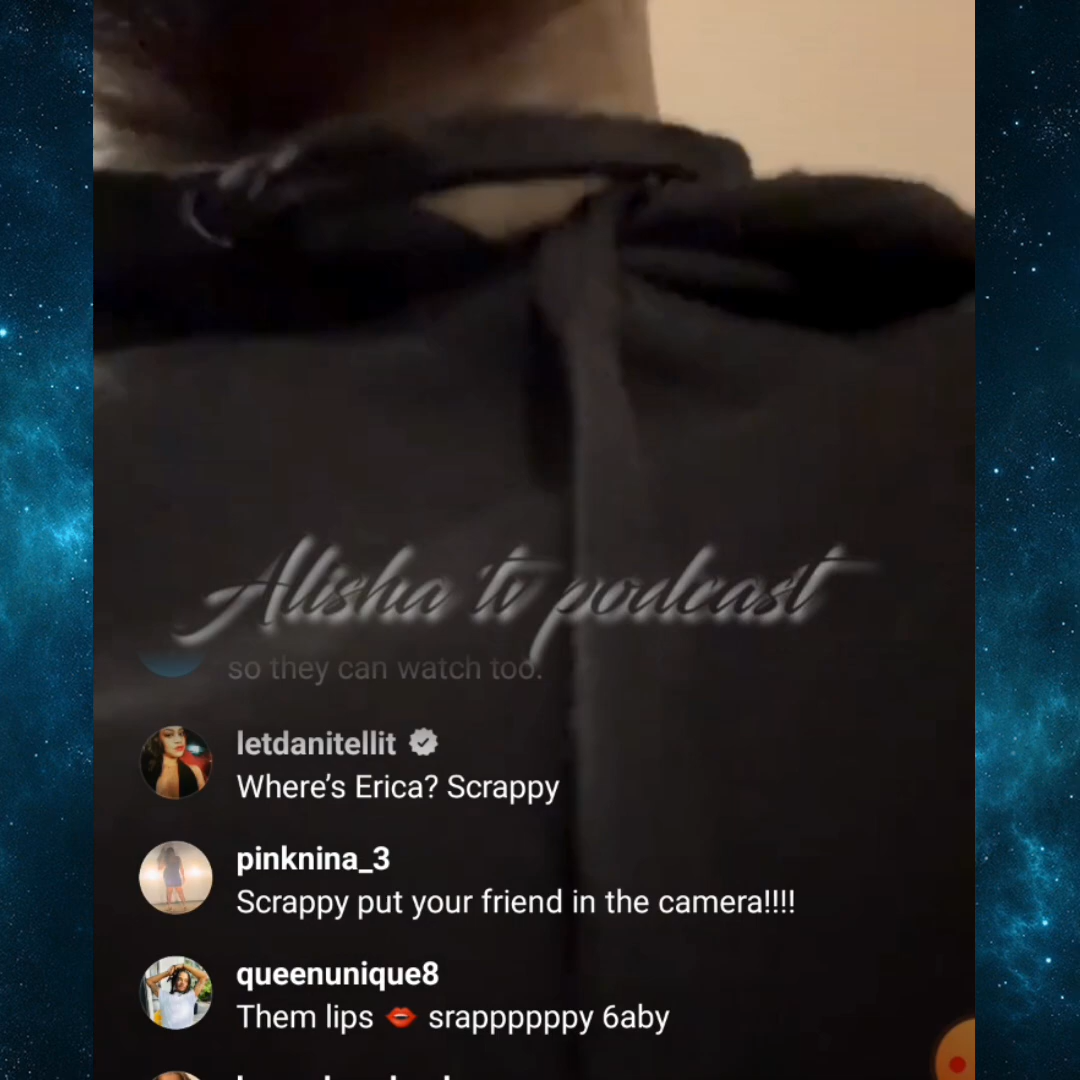 Alisha tv podcast
so they can watch too.
letdanitellit
Where's Erica? Scrappy
pinknina_3
Scrappy put your friend in the camera!!!!
queenunique8
Them lips 👄 srappppppy 6aby